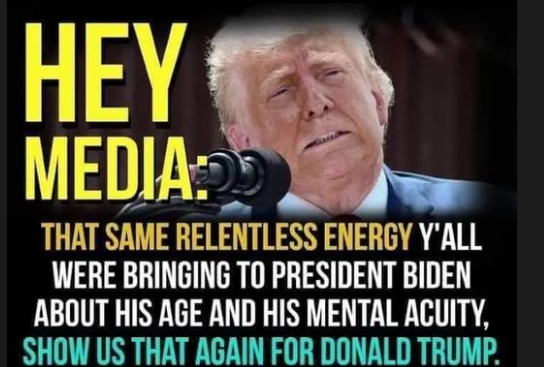 HEY
MEDIA:
THAT SAME RELENTLESS ENERGY Y'ALL
WERE BRINGING TO PRESIDENT BIDEN
ABOUT HIS AGE AND HIS MENTAL ACUITY,
SHOW US THAT AGAIN FOR DONALD TRUMP.